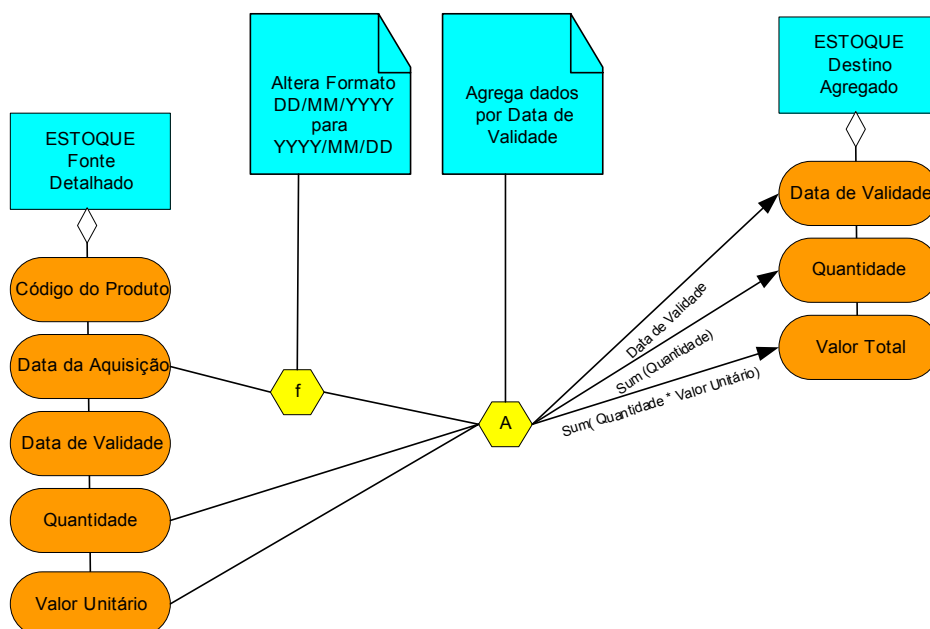 ESTOQUE
Fonte
Detalhado
Código do Produto
Data da Aquisição
Data de Validade
Quantidade
Valor Unitário
Altera Formato
DD/MM/YYYY
para
YYYY/MM/DD
f
Agrega dados
por Data de
Validade
A
Data de Validade
Sum (Quantidade)
Sum( Quantidade * Valor Unitário)
ESTOQUE
Destino
Agregado
Data de Validade
Quantidade
Valor Total